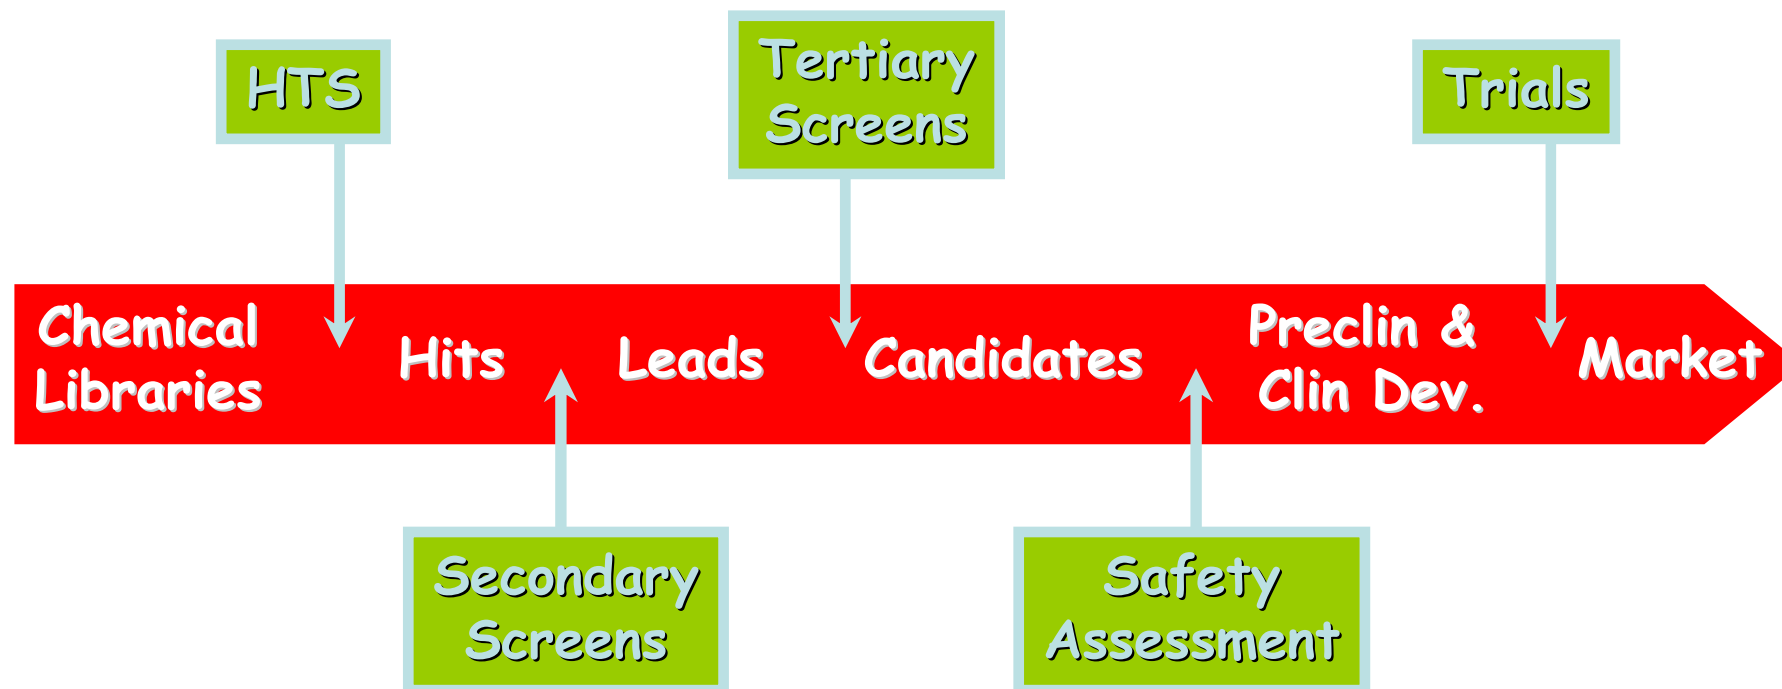 HTS
Tertiary
Screens
Trials
Chemical
Libraries
Hits
Leads
Candidates
Preclin &
Clin Dev.
Market
Secondary
Screens
Safety
Assessment